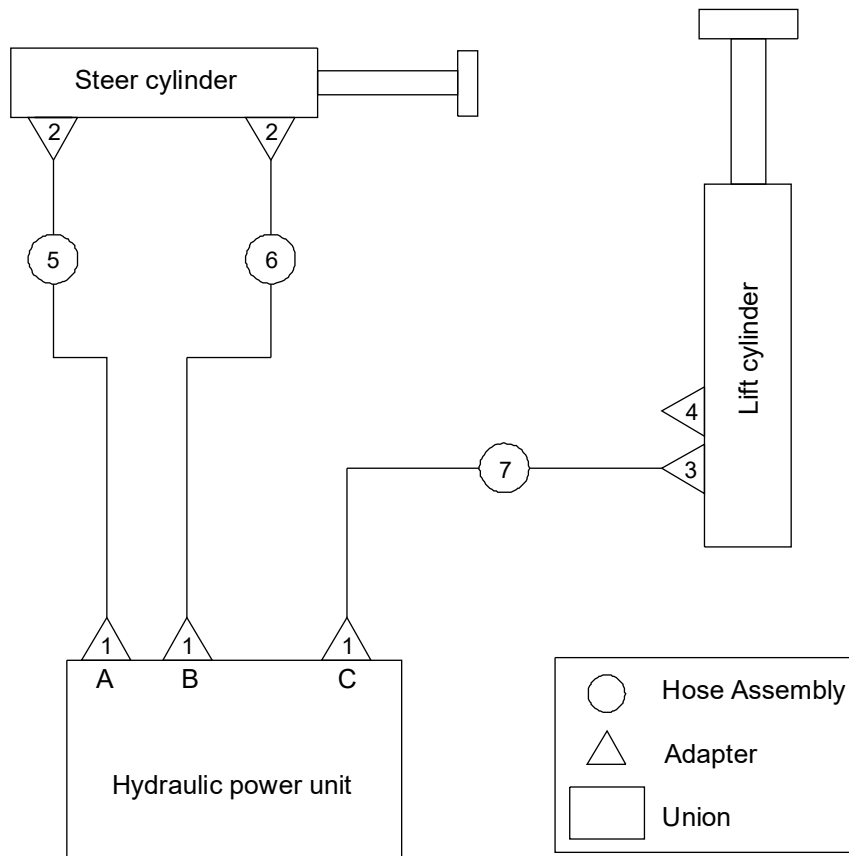 Steer cylinder
2
2
5
6
Lift cylinder
4
7
3
1
1
1
A
B
C
Hydraulic power unit
Hose Assembly
Adapter
Union